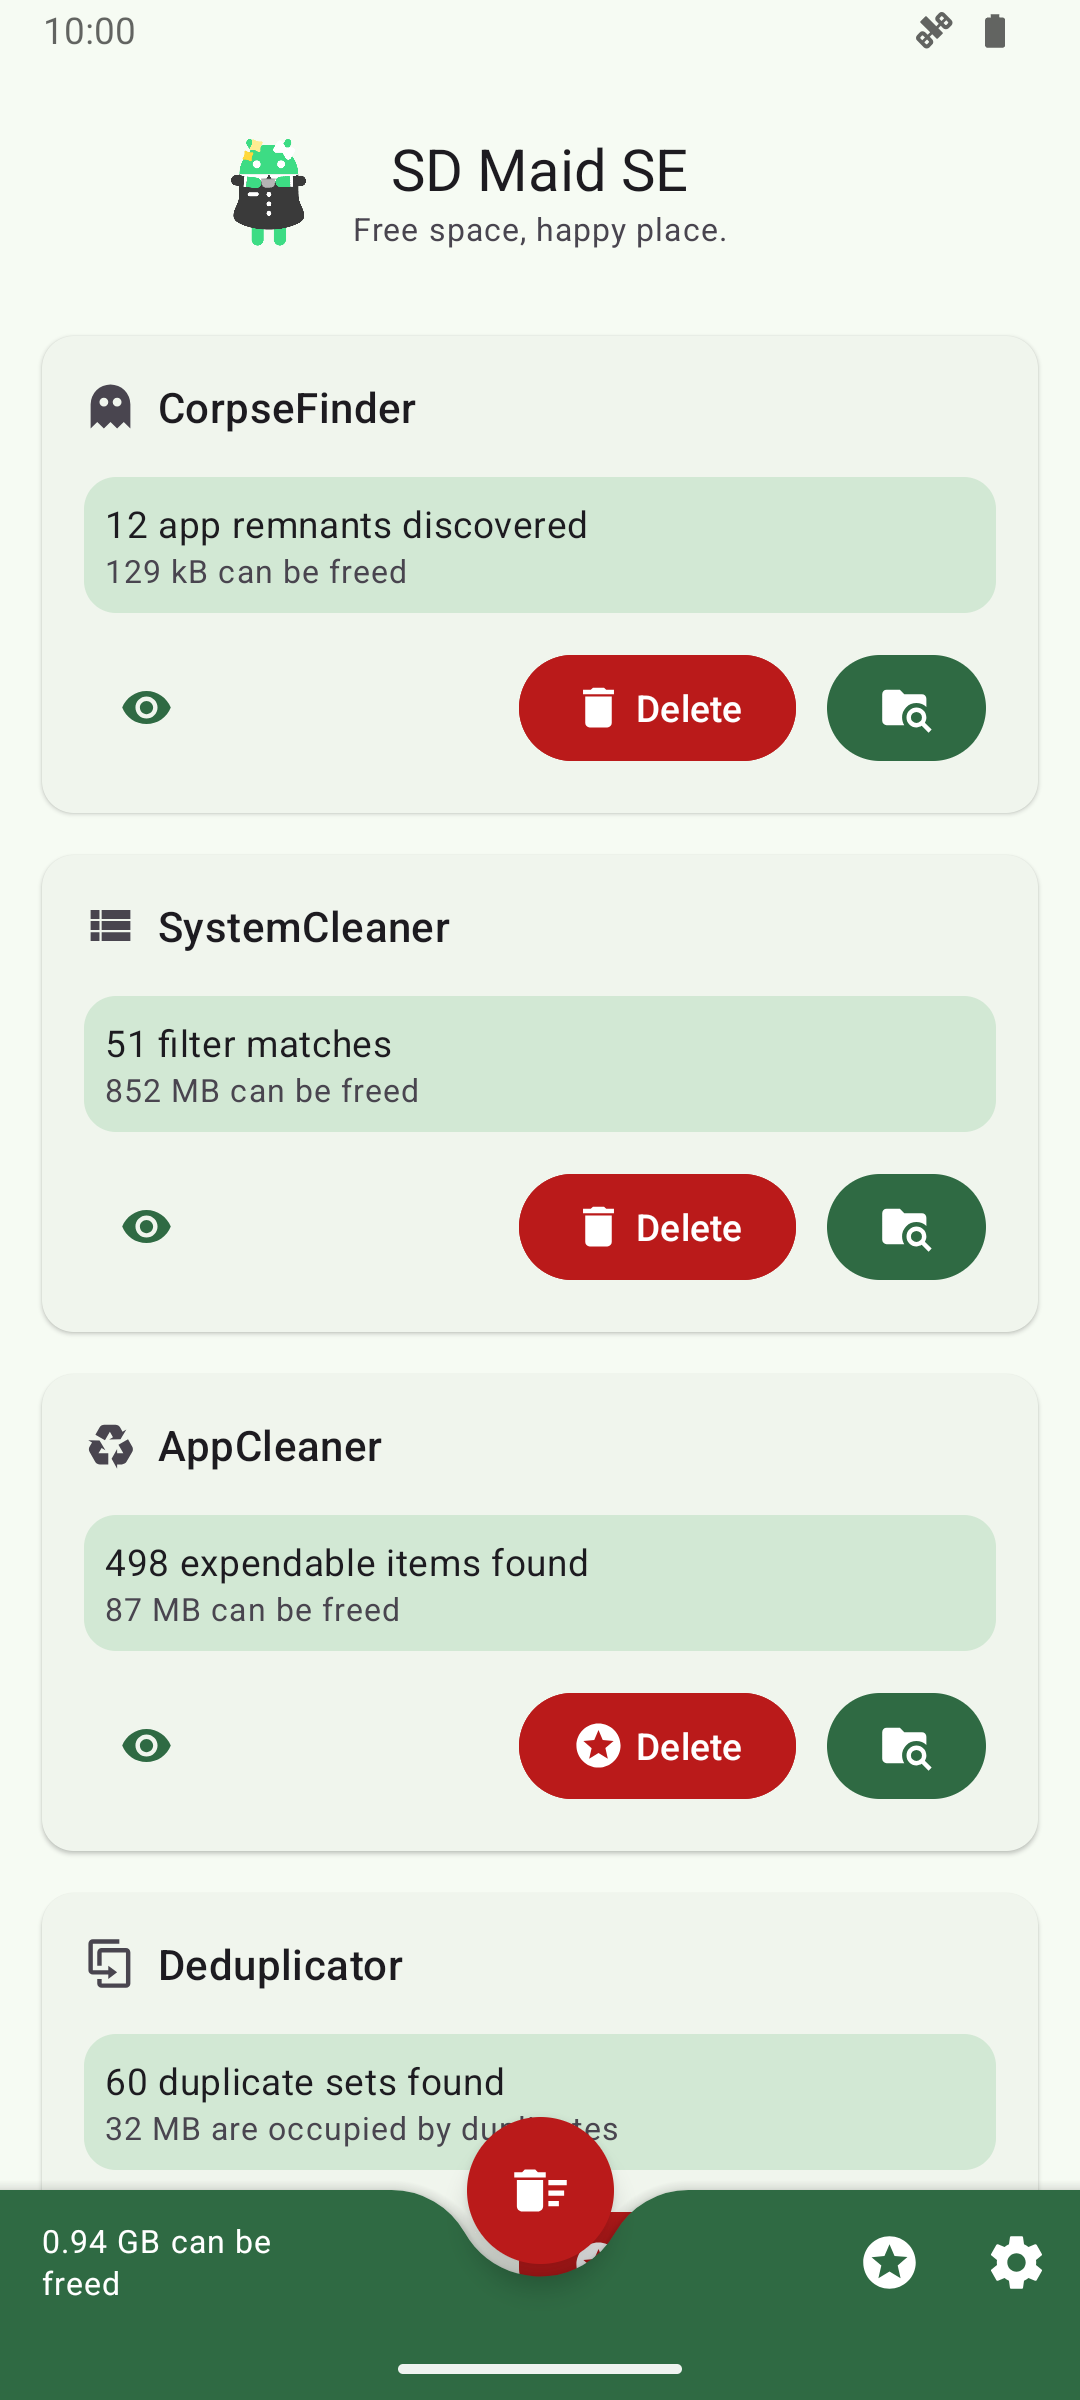 10:00
SD Maid SE
Free space, happy place.
CorpseFinder
12 app remnants discovered
129 kB can be freed
Delete
SystemCleaner
51 filter matches
852 MB can be freed
Delete
AppCleaner
498 expendable items found
87 MB can be freed
Delete
Deduplicator
60 duplicate sets found
32 MB are occupied by duplicates
0.94 GB can be
freed